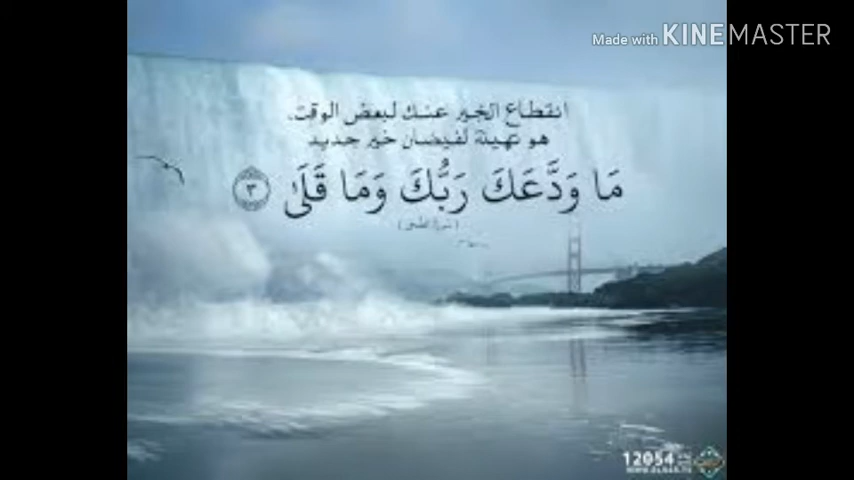 Made with KINEMASTER
انقطاع الخير عنك لبعض الوقت،
هو تهيئة لفيضان خير جديد
مَا وَدَّعَكَ رَبُّكَ وَمَا قَلَىٰ ٣
(سورة الضحى)
12054